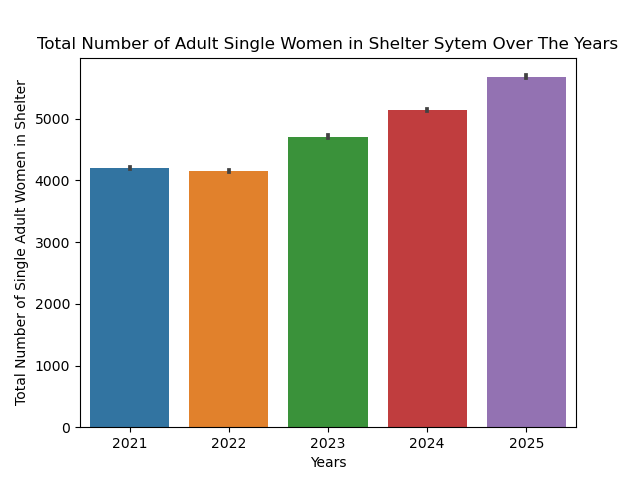 Total Number of Adult Single Women in Shelter Sytem Over The Years
Total Number of Single Adult Women in Shelter
5000
4000
3000
2000
1000
0
2021 2022 2023 2024 2025
Years